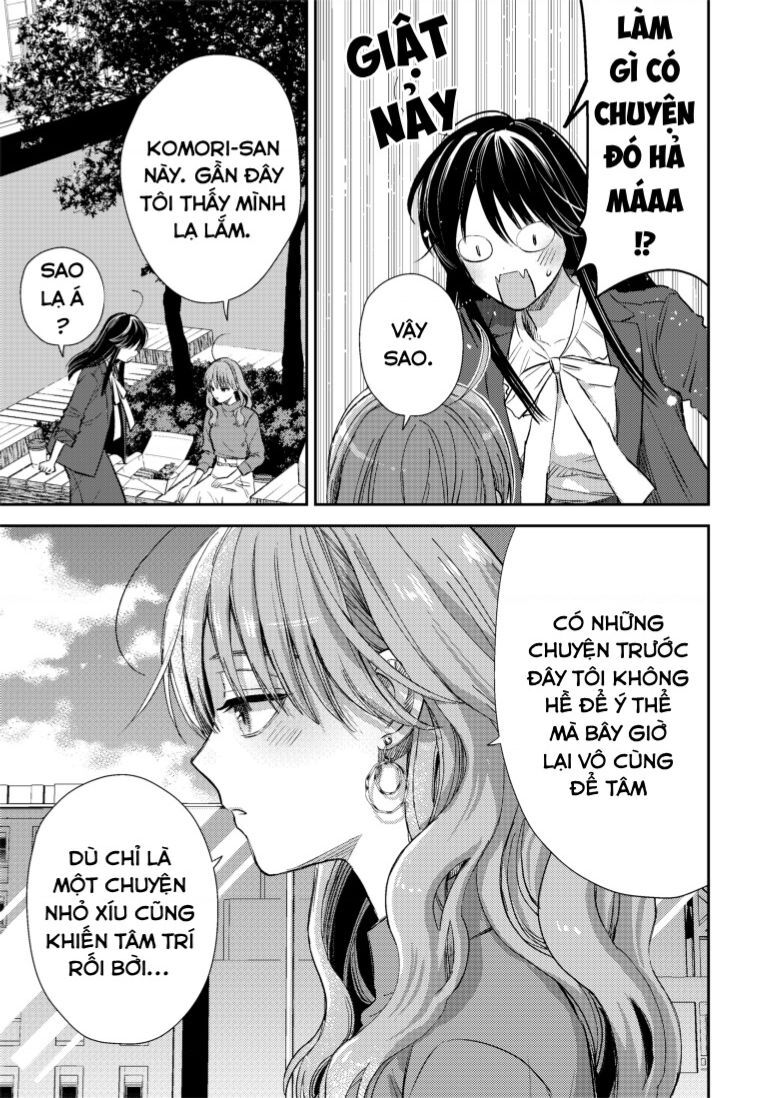 LÀM
GÌ CÓ
CHUYỆN
ĐÓ HẢ
MÁAA
!?
GIẬT
NẢY
VẬY
SAO.
KOMORI-SAN
NÀY. GẦN ĐÂY
TÔI THẤY MÌNH
LẠ LẮM.
SAO
LẠ Á
?
CÓ NHỮNG
CHUYỆN TRƯỚC
ĐÂY TÔI KHÔNG
HỀ ĐỂ Ý THẾ
MÀ BÂY GIỜ
LẠI VÔ CÙNG
ĐỂ TÂM
DÙ CHỈ LÀ
MỘT CHUYỆN
NHỎ XÍU CŨNG
KHIẾN TÂM TRÍ
RỐI BỜI...